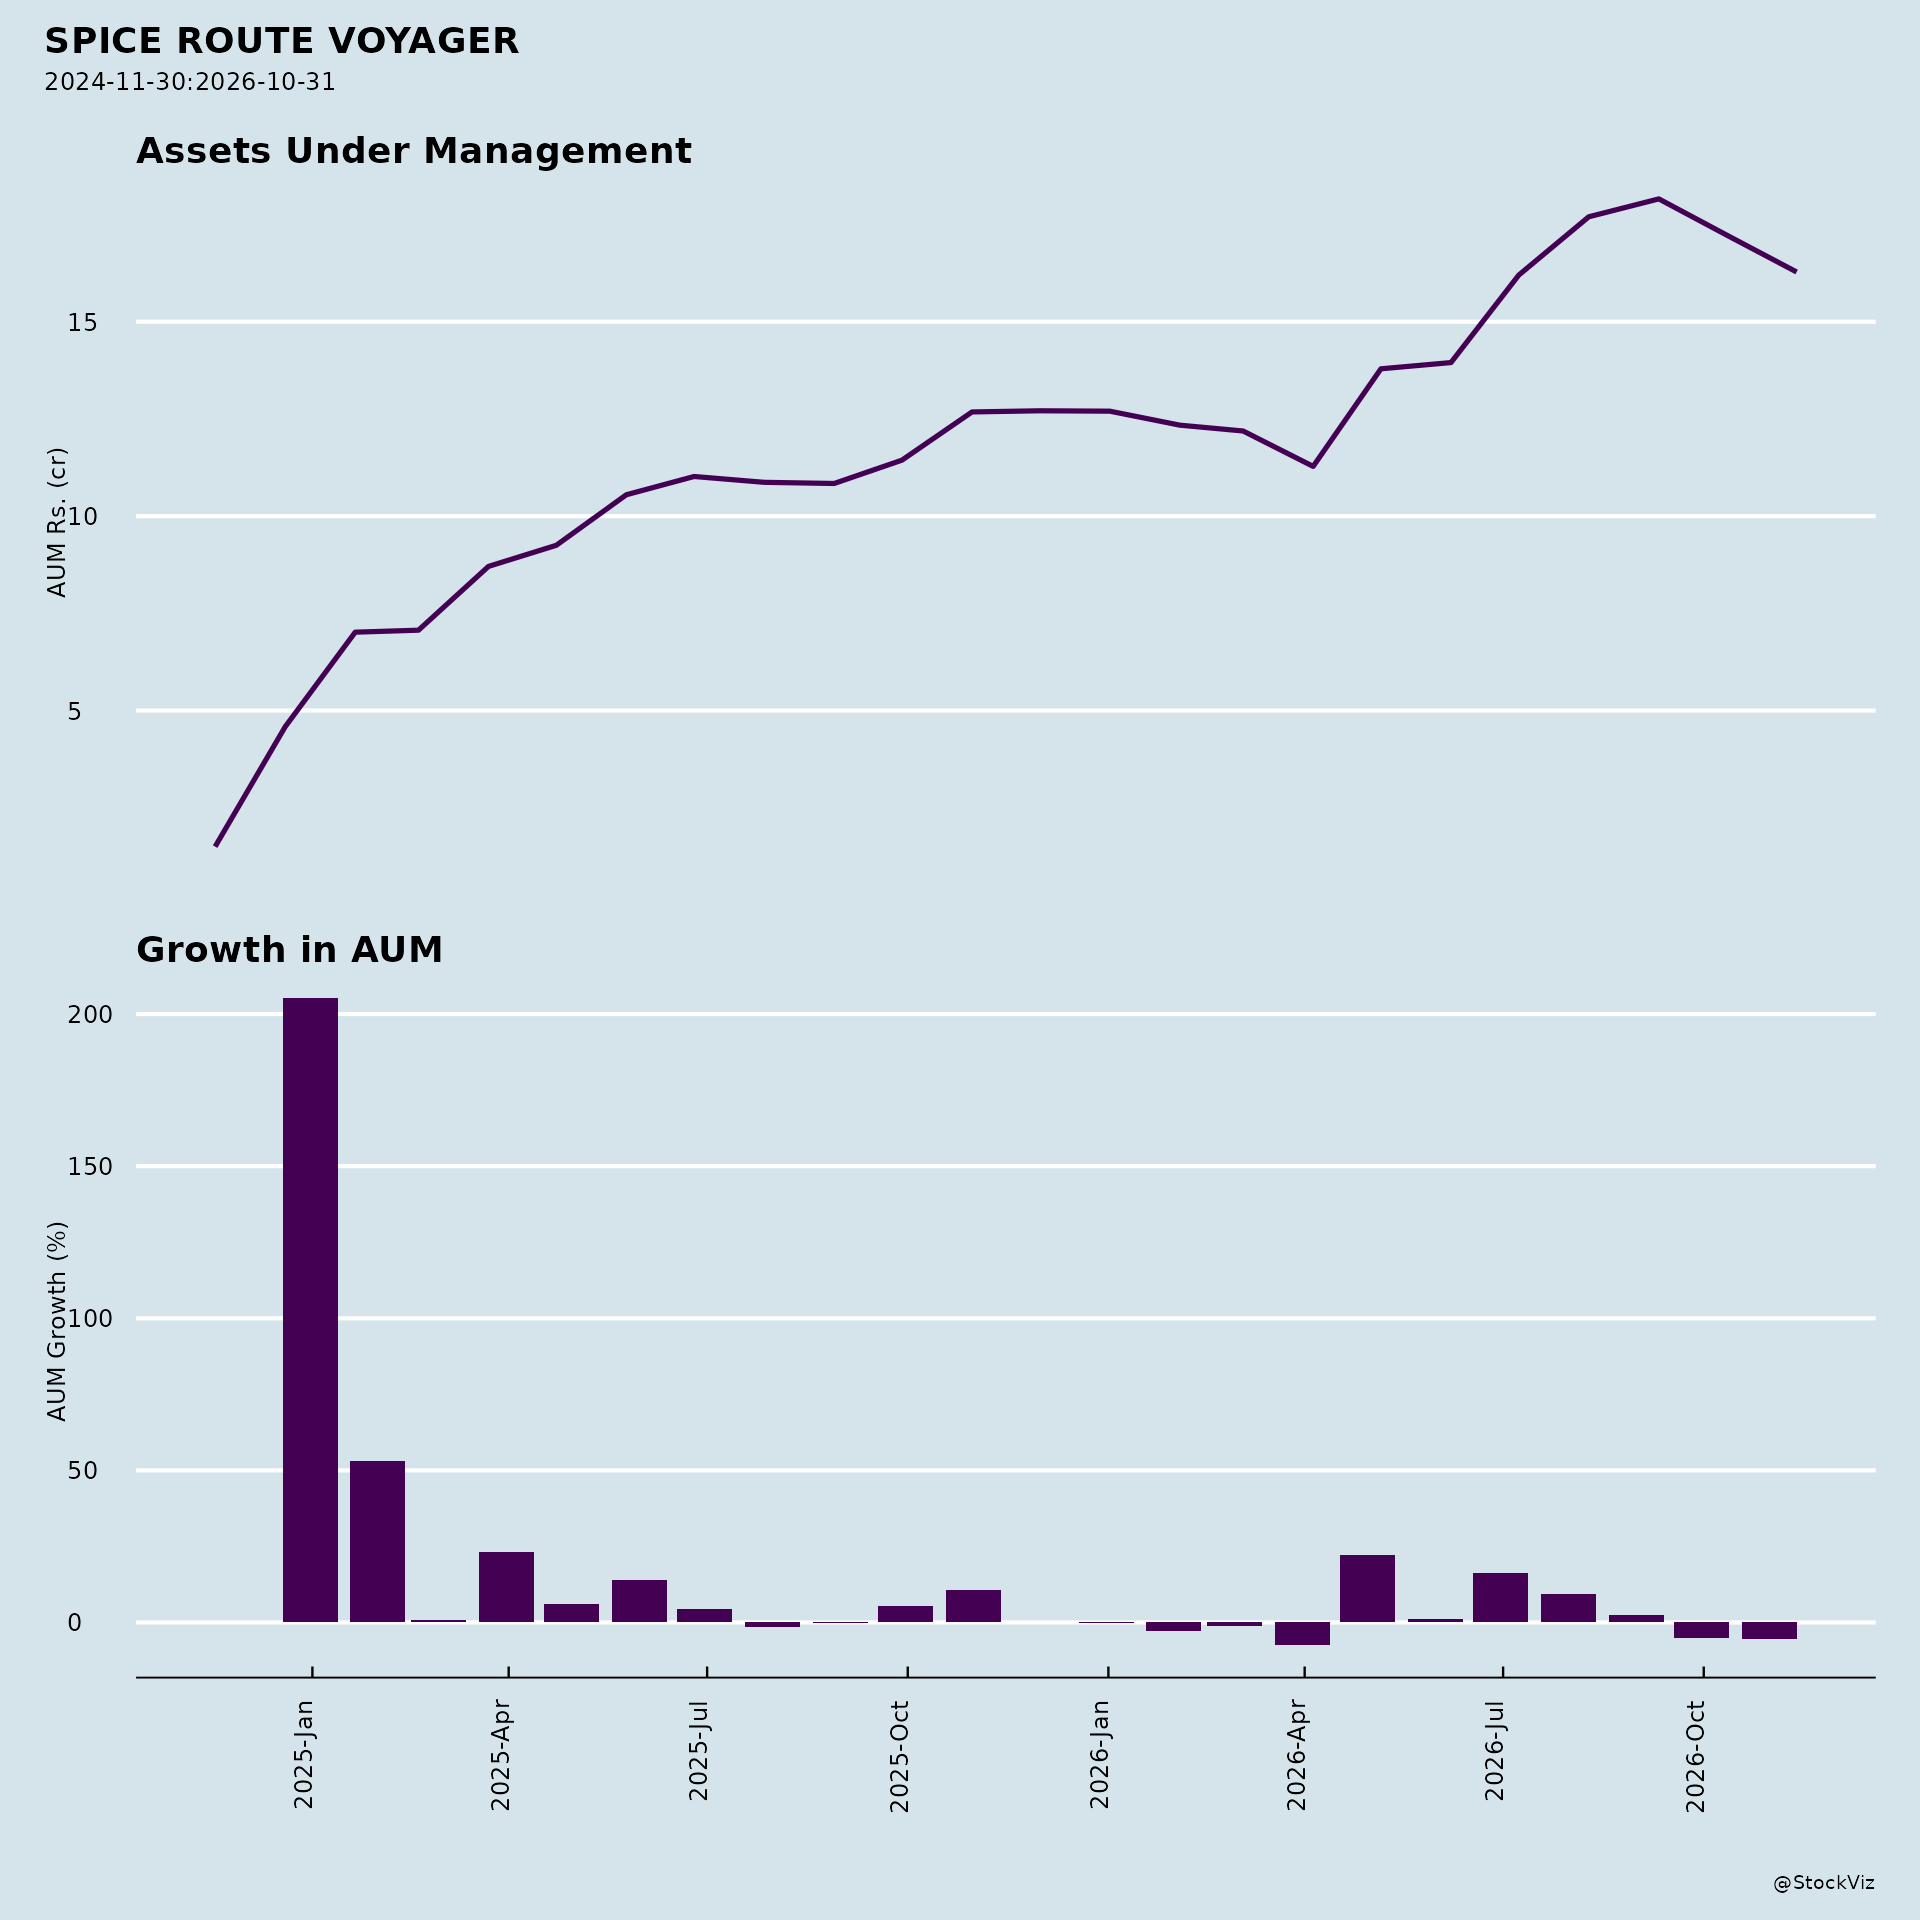 SPICE ROUTE VOYAGER
2024-11-30:2026-10-31
Assets Under Management
AUM Rs. (cr)
15
10
5
Growth in AUM
AUM Growth (%)
200
150
100
50
0
2025-Jan
2025-Apr
2025-Jul
2025-Oct
2026-Jan
2026-Apr
2026-Jul
2026-Oct
@StockViz